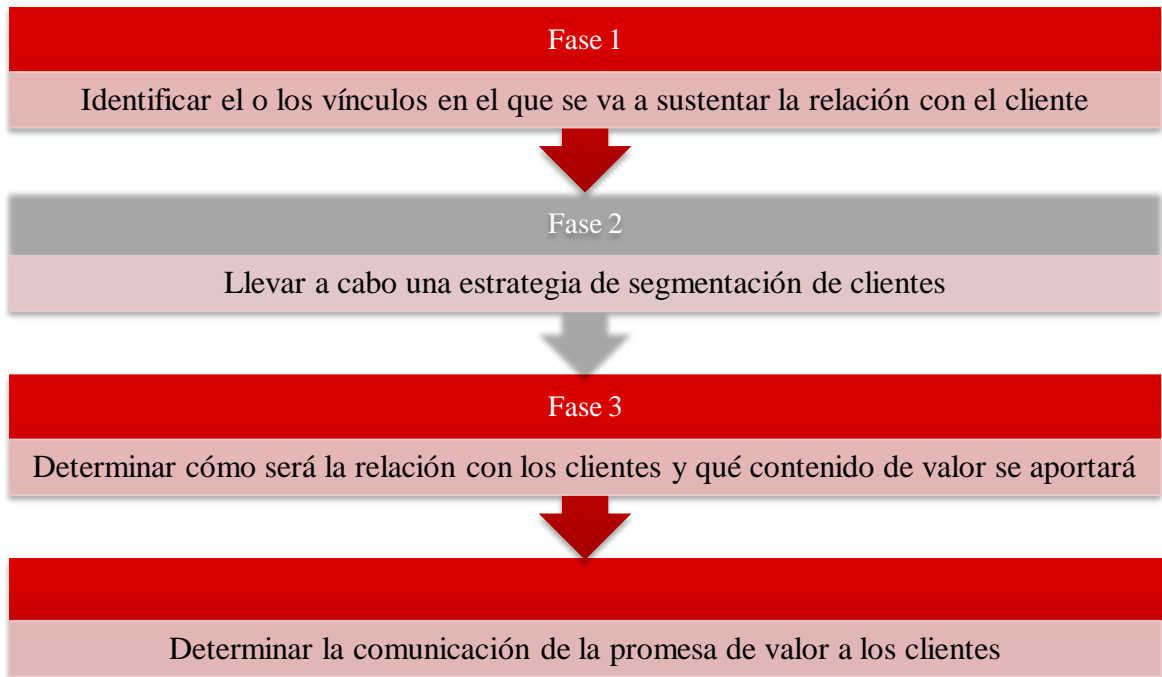 Fase 1
Identificar el o los vínculos en el que se va a sustentar la relación con el cliente
Fase 2
Llevar a cabo una estrategia de segmentación de clientes
Fase 3
Determinar cómo será la relación con los clientes y qué contenido de valor se aportará
Determinar la comunicación de la promesa de valor a los clientes